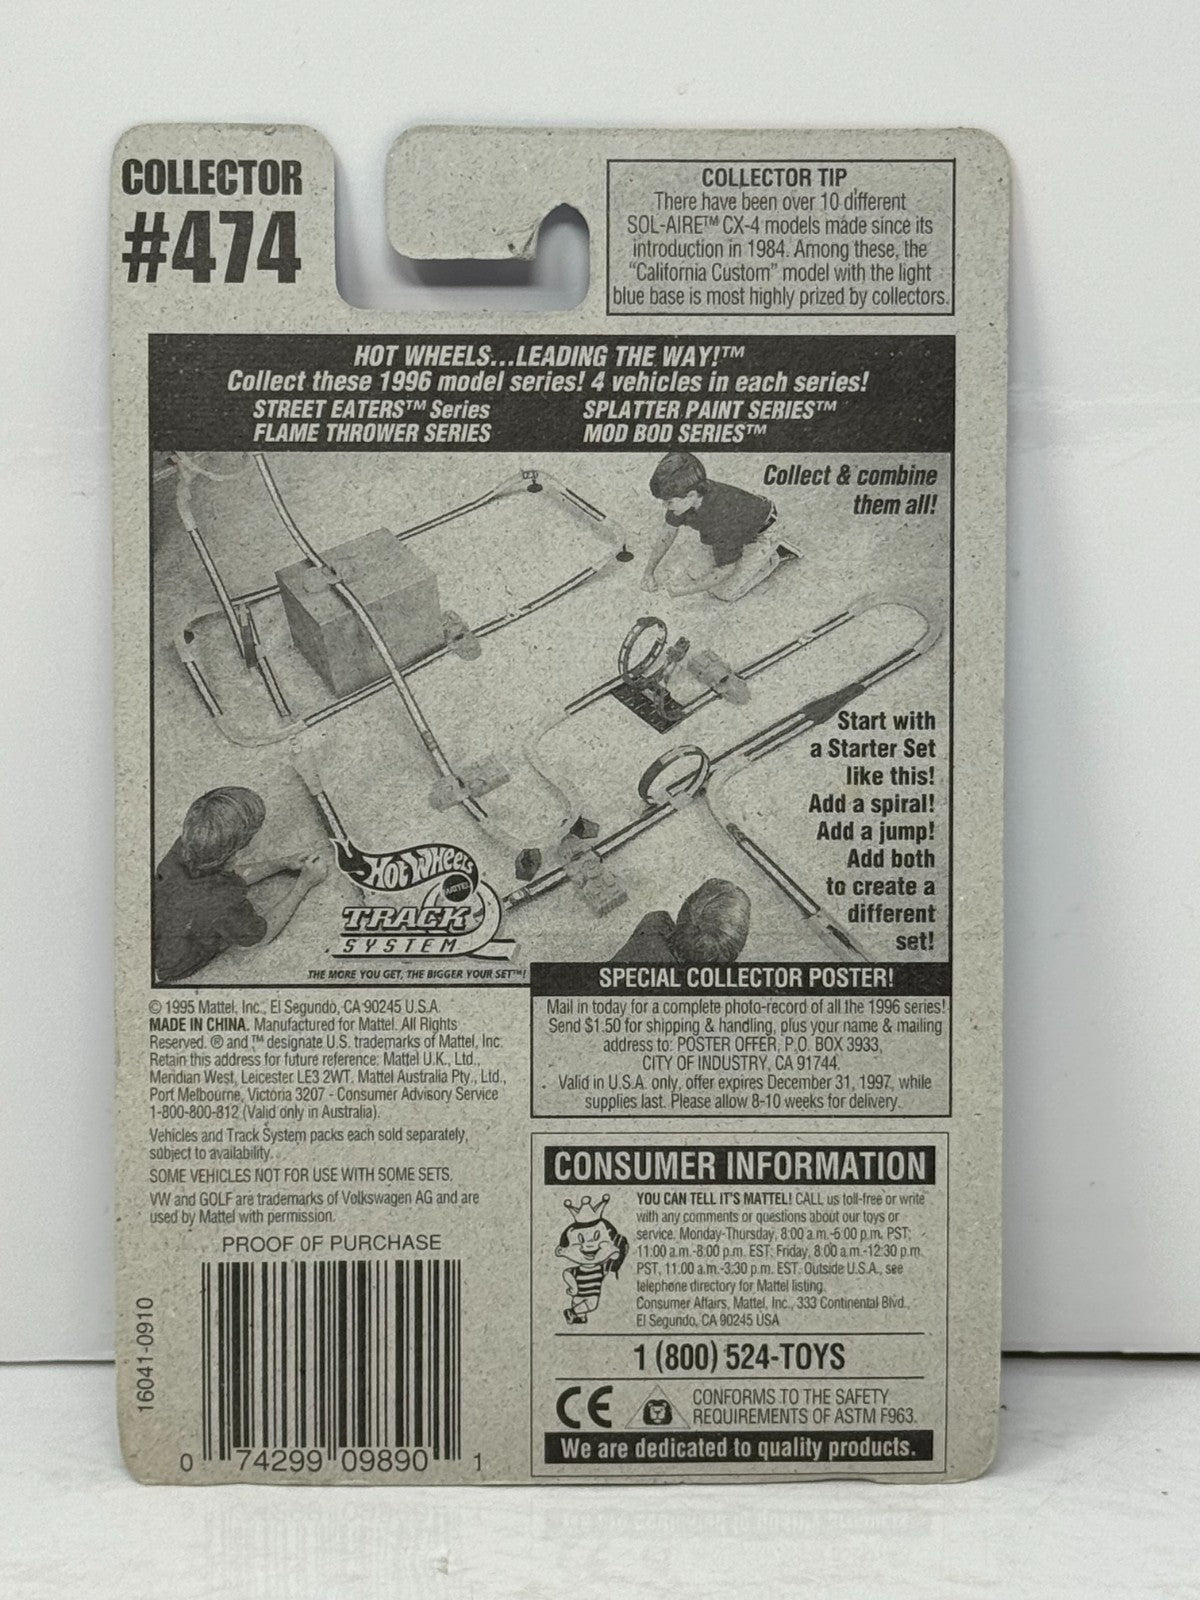 COLLECTOR
#474
COLLECTOR TIP
There have been over 10 different
SOL-AIRE™ CX-4 models made since its
introduction in 1984. Among these, the
"California Custom" model with the light
blue base is most highly prized by collectors.
HOT WHEELS...LEADING THE WAY!™
Collect these 1996 model series! 4 vehicles in each series!
STREET EATERS™ Series
SPLATTER PAINT SERIES™
FLAME THROWER SERIES
MOD BOD SERIES™
Collect & combine
them all!
Start with
a Starter Set
like this!
Add a spiral!
Add a jump!
Add both
to create a
different
set!
HOT WHEELS
MATTEL
TRACK
SYSTEM
THE MORE YOU GET, THE BIGGER YOUR SET™!
© 1995 Mattel, Inc., El Segundo, CA 90245 U.S.A.
MADE IN CHINA. Manufactured for Mattel. All Rights
Reserved. ® and ™ designate U.S. trademarks of Mattel, Inc.
Retain this address for future reference: Mattel U.K., Ltd.,
Meridian West, Leicester LE3 2WT. Mattel Australia Pty., Ltd.,
Port Melbourne, Victoria 3207 - Consumer Advisory Service
1-800-800-812 (Valid only in Australia).
Vehicles and Track System packs each sold separately,
subject to availability.
SOME VEHICLES NOT FOR USE WITH SOME SETS.
VW and GOLF are trademarks of Volkswagen AG and are
used by Mattel with permission.
PROOF OF PURCHASE
16041-0910
0 74299 09890 1
SPECIAL COLLECTOR POSTER!
Mail in today for a complete photo-record of all the 1996 series!
Send $1.50 for shipping & handling, plus your name & mailing
address to: POSTER OFFER, P.O. BOX 3933,
CITY OF INDUSTRY, CA 91744.
Valid in U.S.A. only, offer expires December 31, 1997, while
supplies last. Please allow 8-10 weeks for delivery.
CONSUMER INFORMATION
YOU CAN TELL IT'S MATTEL! CALL us toll-free or write
with any comments or questions about our toys or
service. Monday-Thursday, 8:00 a.m.-5:00 p.m. PST;
11:00 a.m.-8:00 p.m. EST; Friday, 8:00 a.m.-12:30 p.m.
PST, 11:00 a.m.-3:30 p.m. EST. Outside U.S.A., see
telephone directory for Mattel listing.
Consumer Affairs, Mattel, Inc., 333 Continental Blvd.,
El Segundo, CA 90245 USA
1 (800) 524-TOYS
CE
CONFORMS TO THE SAFETY
REQUIREMENTS OF ASTM F963.
We are dedicated to quality products.